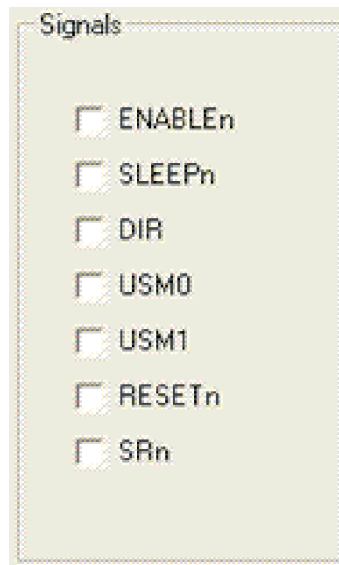 Signals
ENABLEn
SLEEPn
DIR
USM0
USM1
RESETn
SRn